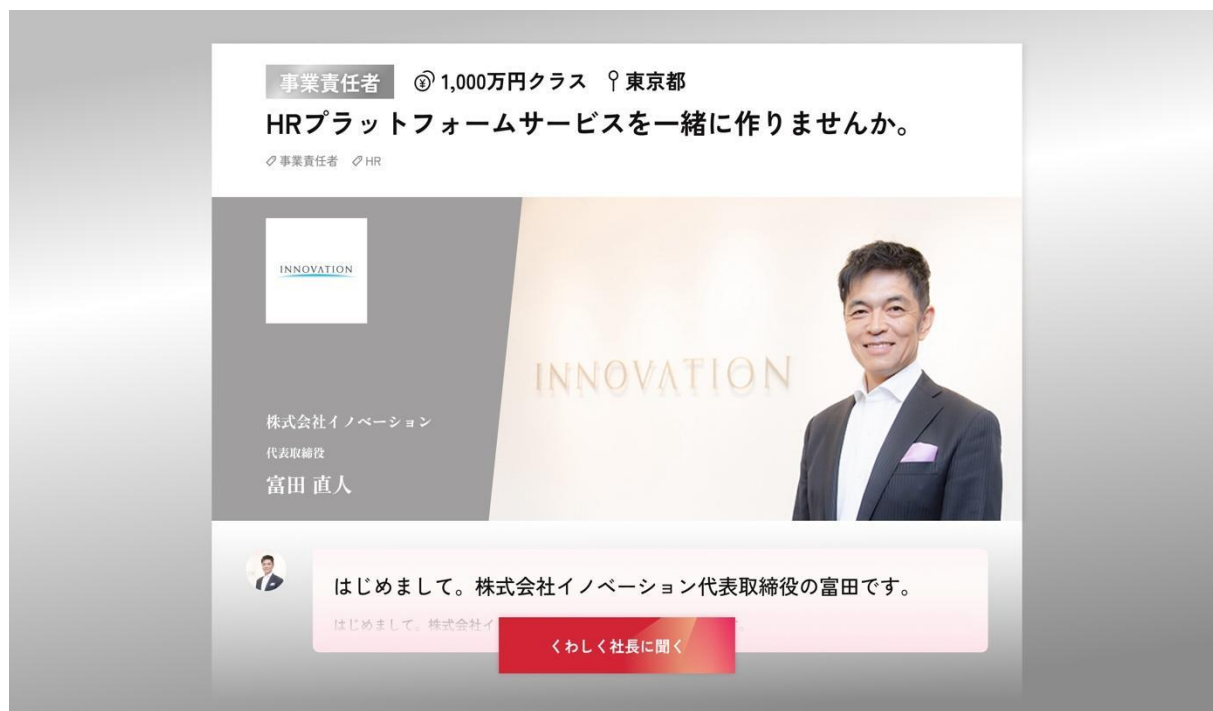 事業責任者 1,000万円クラス 東京都
HRプラットフォームサービスを一緒に作りませんか。
事業責任者 HR
INNOVATION
INNOVATION
株式会社イノベーション
代表取締役
富田 直人
はじめまして。株式会社イノベーション代表取締役の富田です。
はじめまして。株式会社イ
くわしく社長に聞く